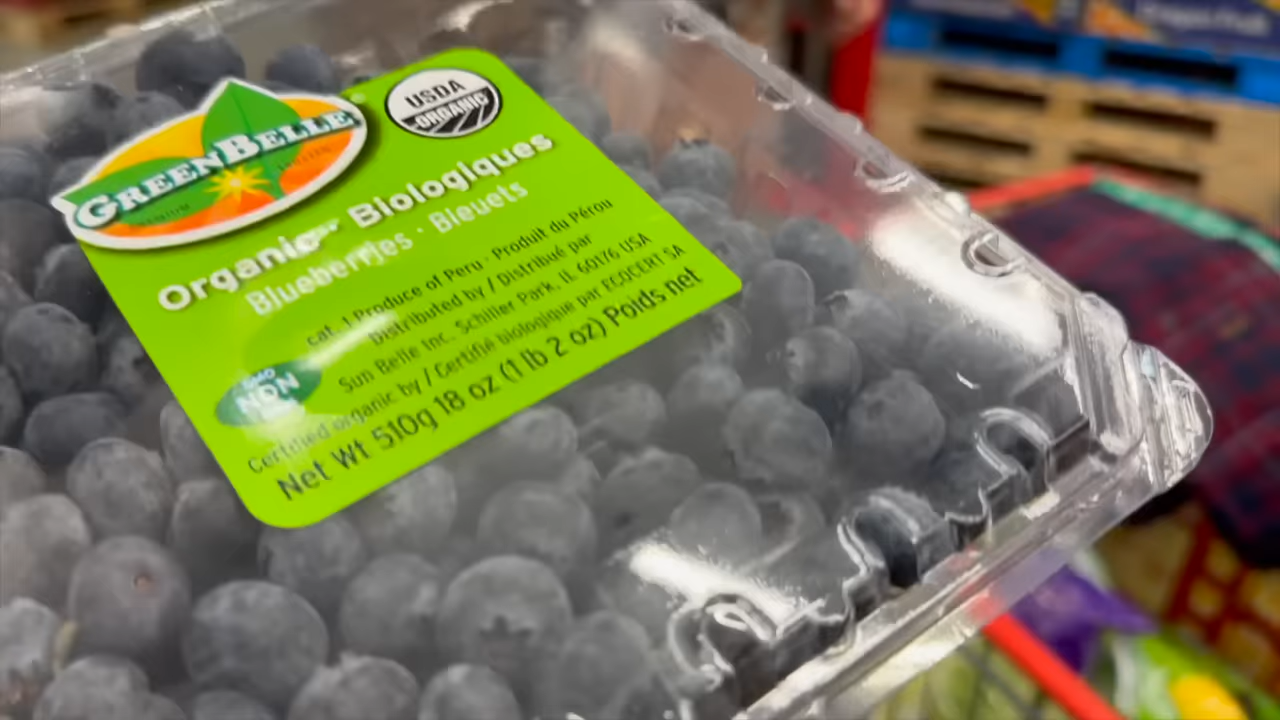 GREENBELLE
PREMIUM
USDA
ORGANIC
Organic Biologiques
Blueberries · Bleuets
cat. 1 Produce of Peru · Produit du Pérou
Distributed by / Distribué par
Sun Belle Inc. Schiller Park, IL 60176 USA
Certified organic by / Certifié biologique par ECOCERT SA
Net Wt 510g 18 oz (1 lb 2 oz) Poids net
GMO
NON